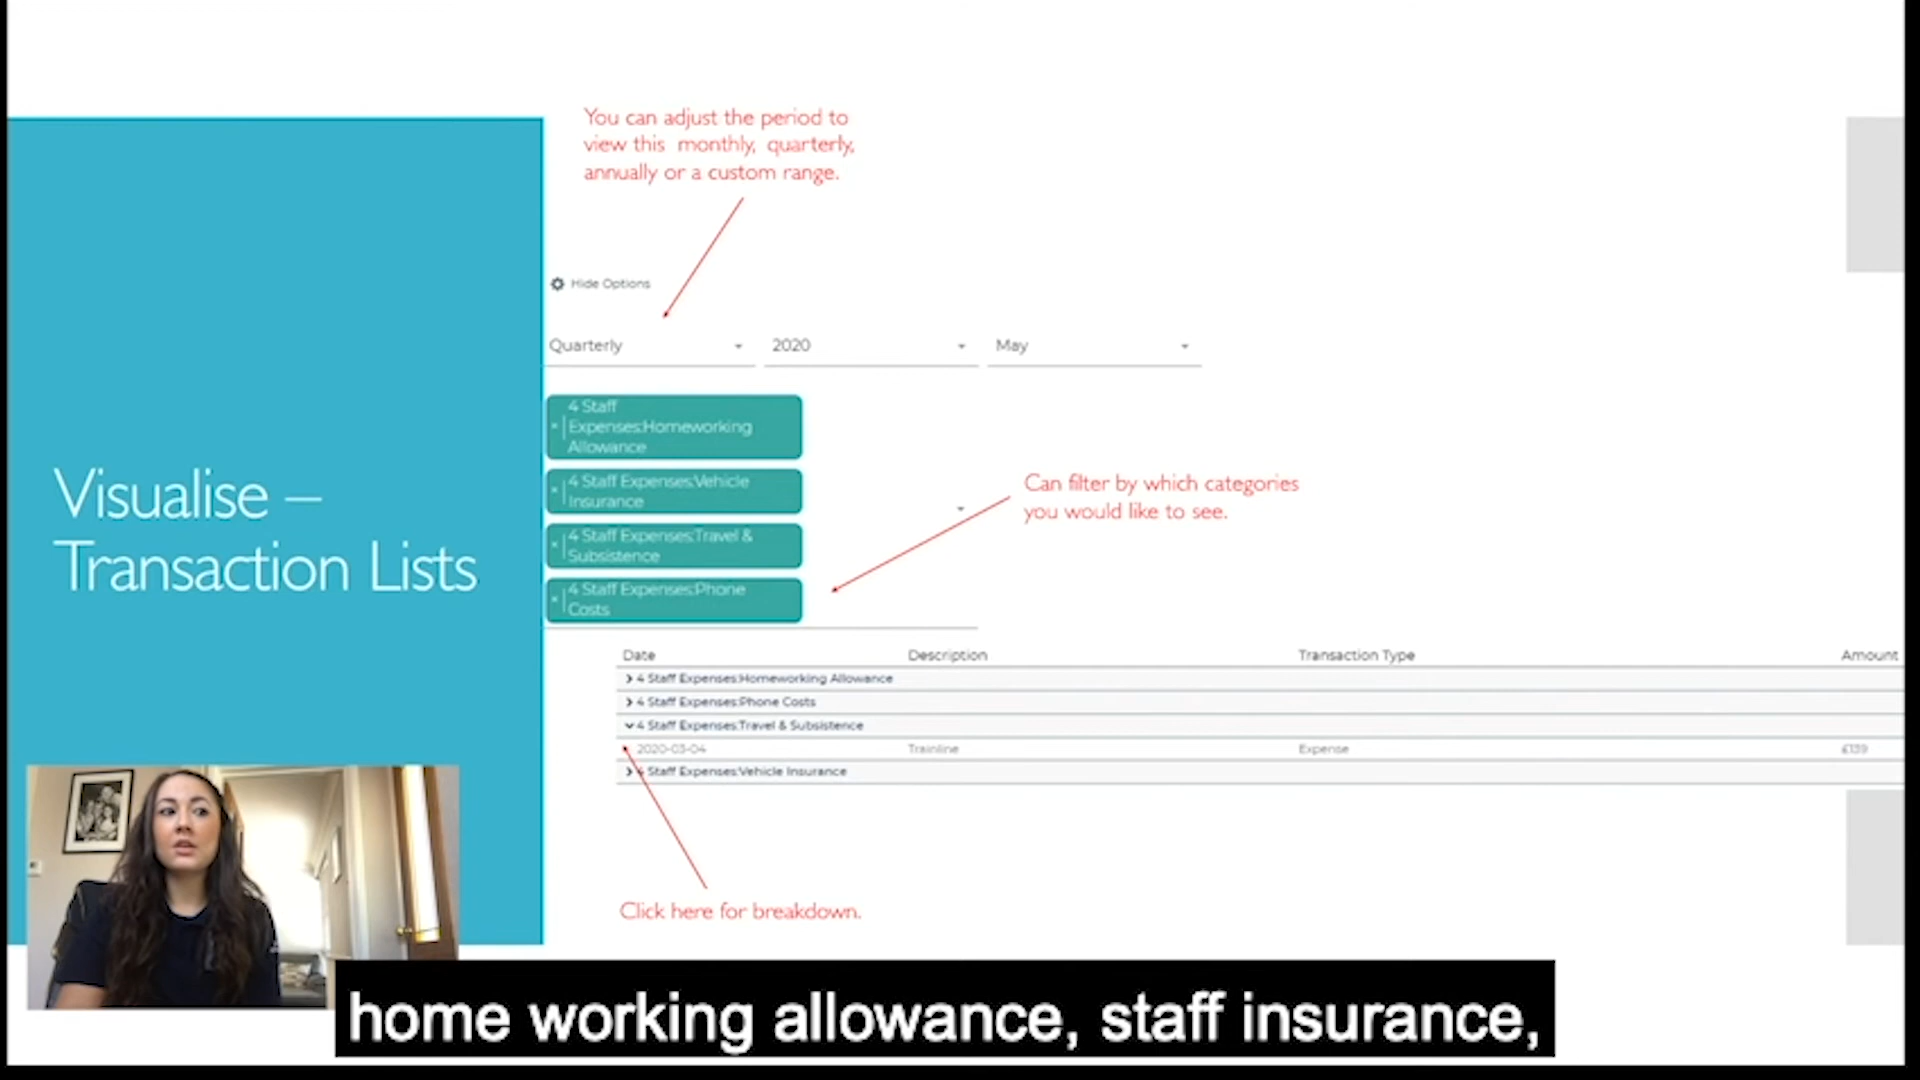 You can adjust the period to
view this monthly, quarterly,
annually or a custom range.
Hide Options
Quarterly
2020
May
4 Staff
Expenses:Homeworking
Allowance
4 Staff Expenses:Vehicle
Insurance
4 Staff Expenses:Travel &
Subsistence
4 Staff Expenses:Phone
Costs
Can filter by which categories
you would like to see.
Visualise –
Transaction Lists
Date Description Transaction Type Amount
4 Staff Expenses:Homeworking Allowance
4 Staff Expenses:Phone Costs
4 Staff Expenses:Travel & Subsistence
2020-03-04 Trainline Expense £139
4 Staff Expenses:Vehicle Insurance
Click here for breakdown.
home working allowance, staff insurance,